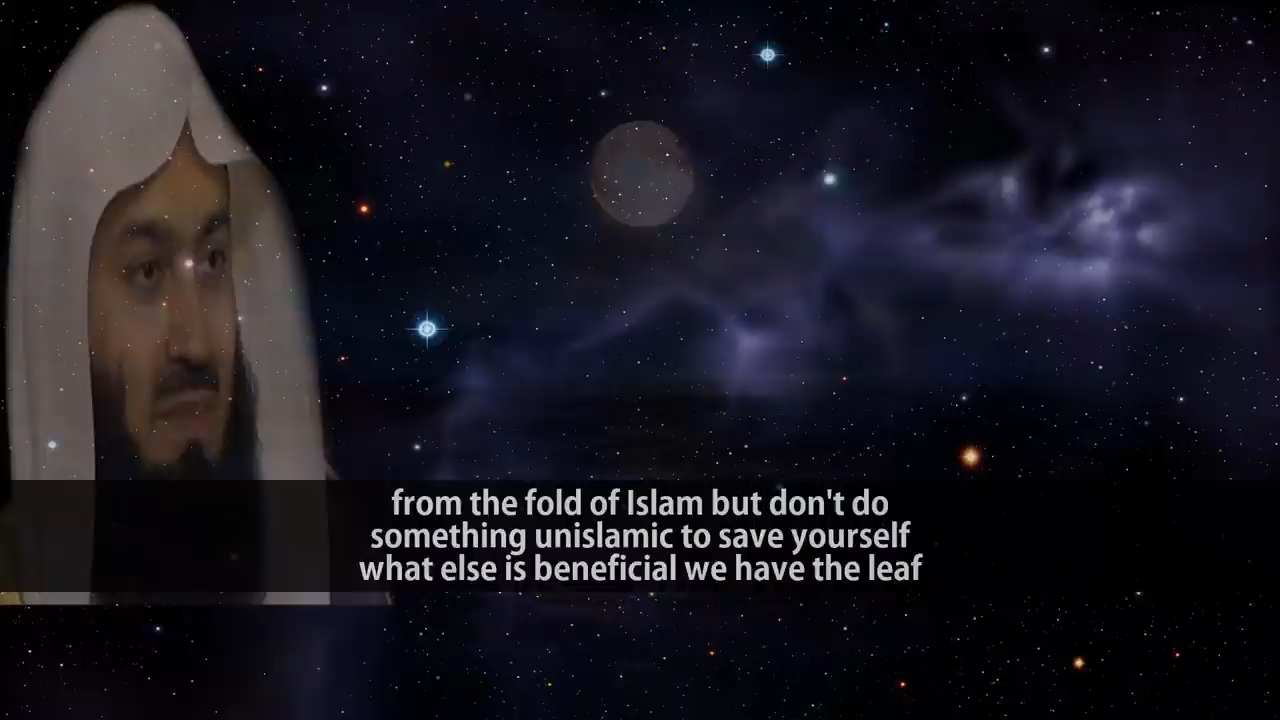 from the fold of Islam but don't do
something unislamic to save yourself
what else is beneficial we have the leaf